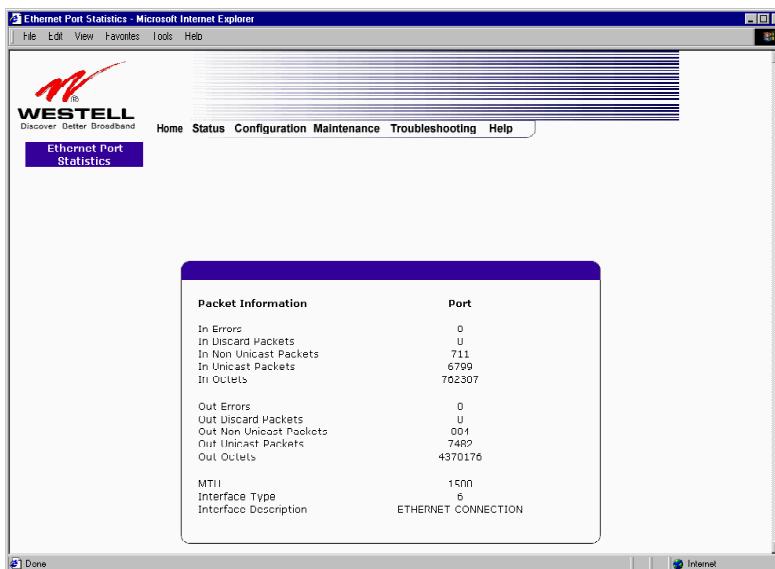 Ethernet Port Statistics - Microsoft Internet Explorer
File Edit View Favorites Tools Help
WESTELL
Discover Better Broadband
Home Status Configuration Maintenance Troubleshooting Help
Ethernet Port
Statistics
Packet Information Port
In Errors 0
In Discard Packets 0
In Non Unicast Packets 711
In Unicast Packets 6799
In Octets 762307
Out Errors 0
Out Discard Packets 0
Out Non Unicast Packets
Out Unicast Packets 7482
Out Octets 4370176
MTU 1500
Interface Type 6
Interface Description ETHERNET CONNECTION
Done Internet